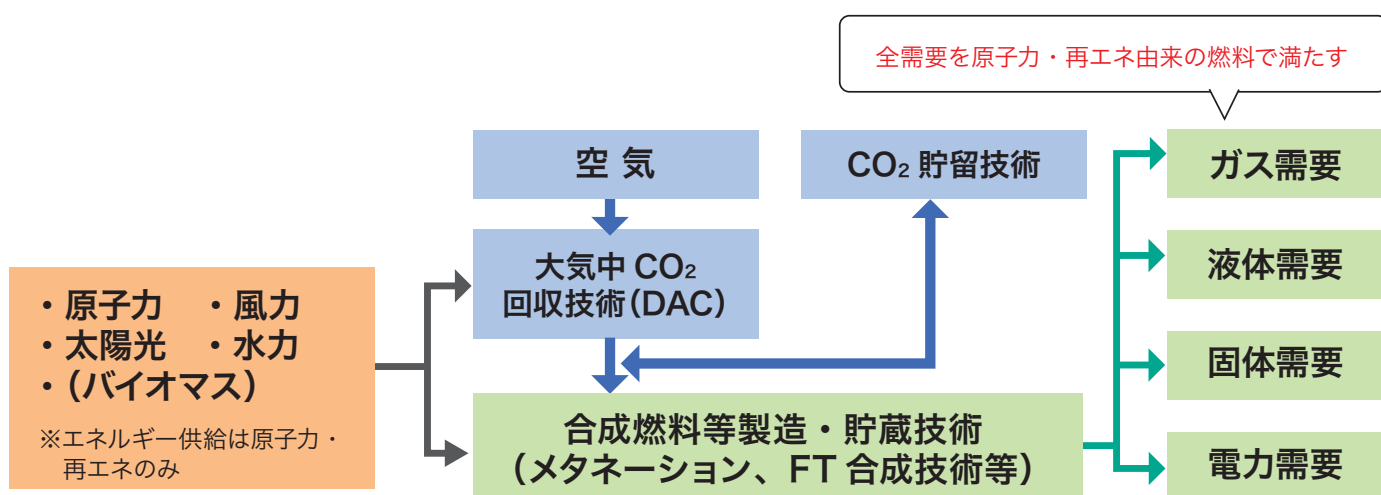 全需要を原子力・再エネ由来の燃料で満たす
空 気
CO₂ 貯留技術
ガス需要
大気中 CO₂
回収技術（DAC）
液体需要
・原子力　・風力
・太陽光　・水力
・（バイオマス）
※エネルギー供給は原子力・
再エネのみ
固体需要
合成燃料等製造・貯蔵技術
（メタネーション、FT 合成技術等）
電力需要